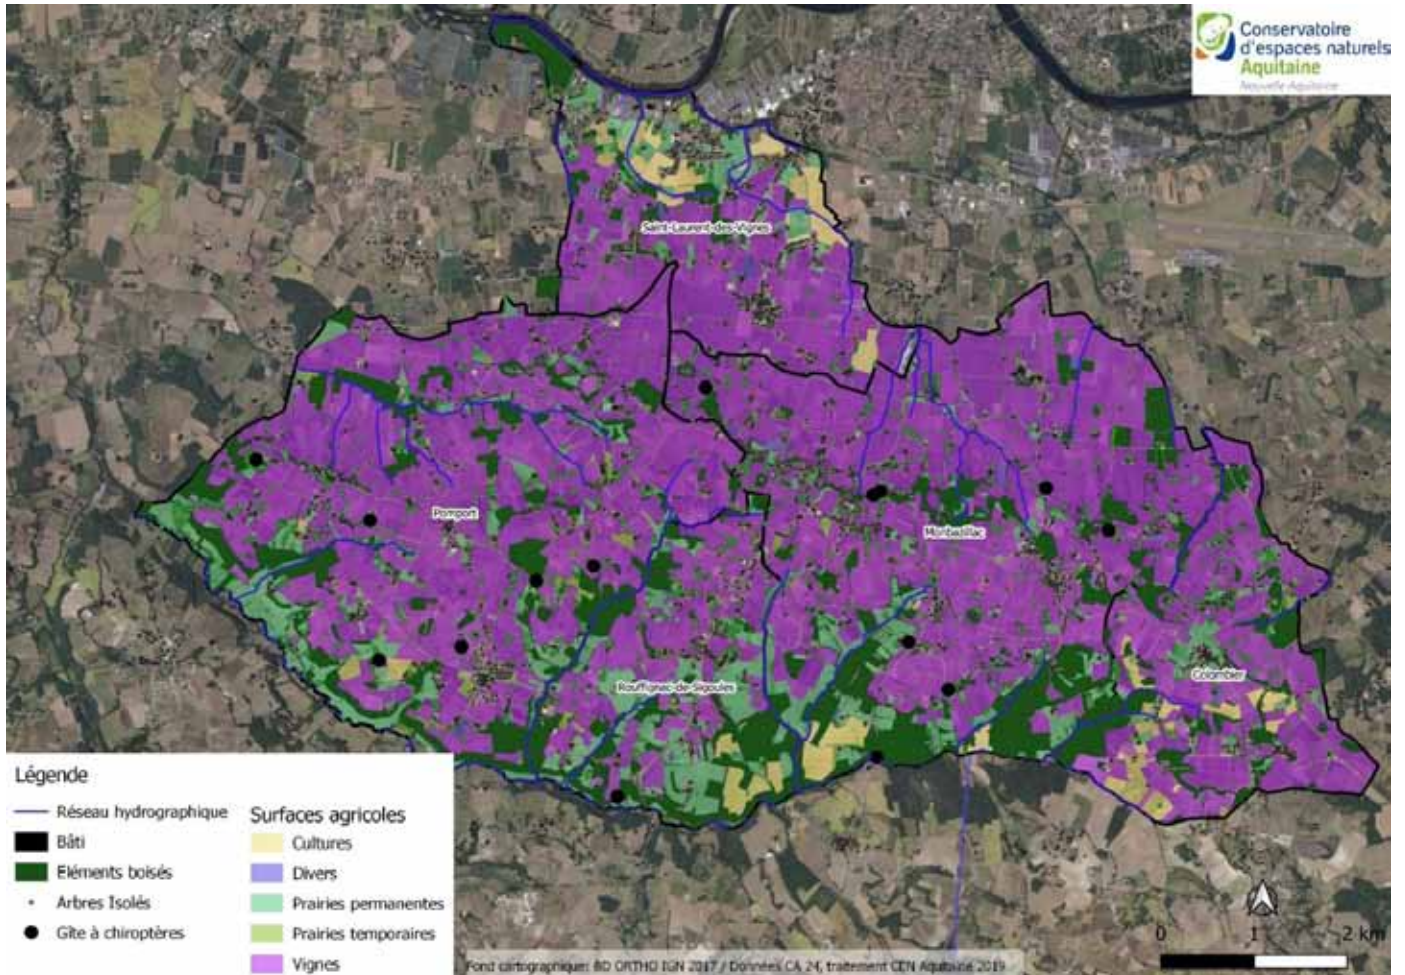 Conservatoire
d'espaces naturels
Aquitaine
Nouvelle-Aquitaine
Saint-Laurent-des-Vignes
Pomport
Monbazillac
Rouffignac-de-Sigoulès
Colombier
Légende
Réseau hydrographique
Bâti
Eléments boisés
Arbres Isolés
Gîte à chiroptères
Surfaces agricoles
Cultures
Divers
Prairies permanentes
Prairies temporaires
Vignes
0 1 2 km
Fond cartographique: BD ORTHO IGN 2017 / Données CA 24, traitement CEN Aquitaine 2019